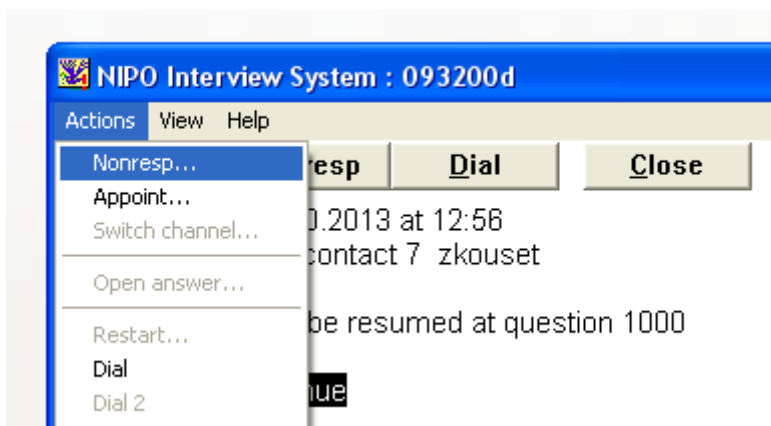 NIPO Interview System : 093200d
Actions View Help
Nonresp...
Appoint...
Switch channel...
Open answer...
Restart...
Dial
Dial 2
resp Dial Close
0.2013 at 12:56
contact 7 zkouset
be resumed at question 1000
nue